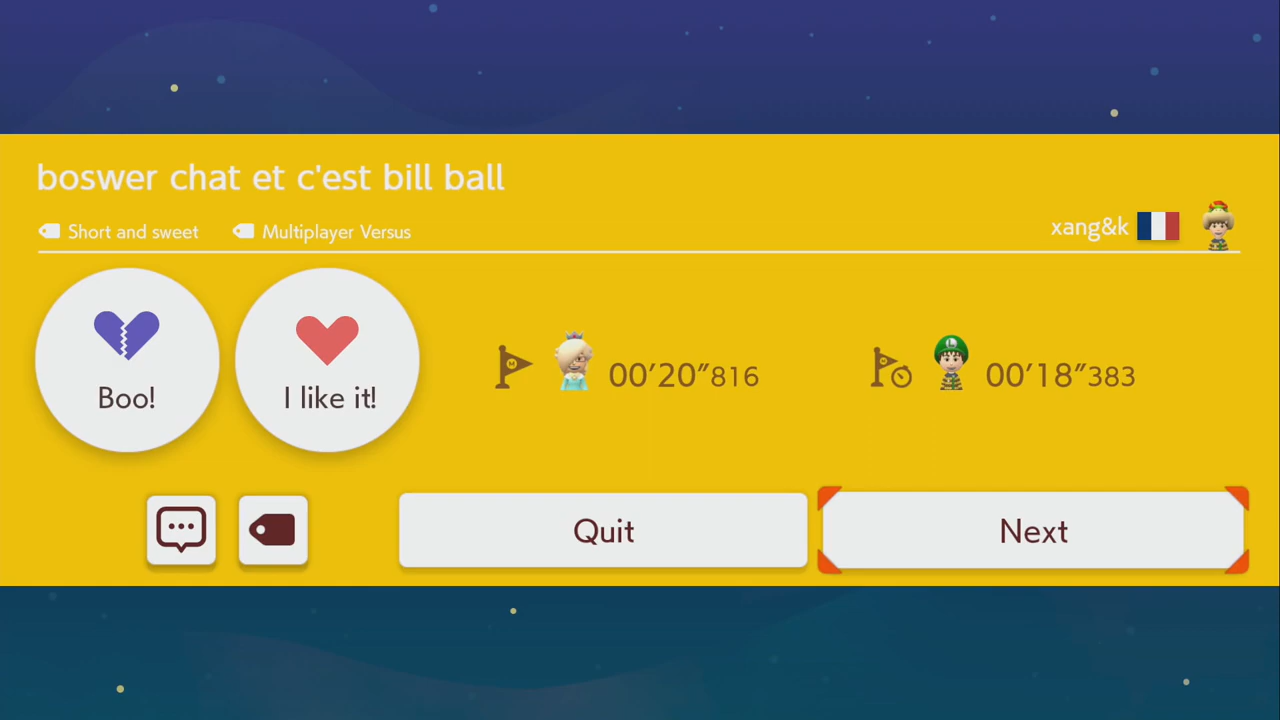 boswer chat et c'est bill ball
Short and sweet Multiplayer Versus
xang&k
Boo!
I like it!
M 00'20"816
M 00'18"383
L
Quit
Next